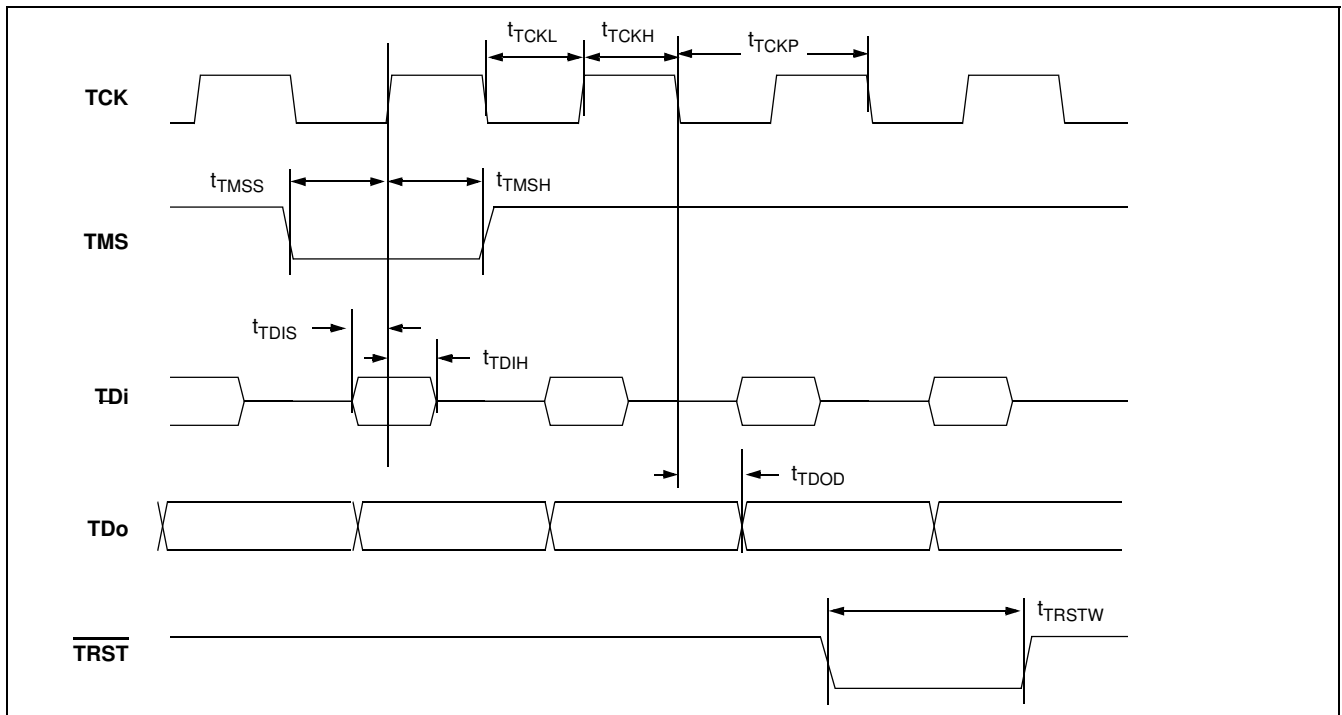 tTCKL tTCKH tTCKP
TCK
tTMSS tTMSH
TMS
tTDIS
tTDIH
TDi
tTDOD
TDo
tTRSTW
TRST